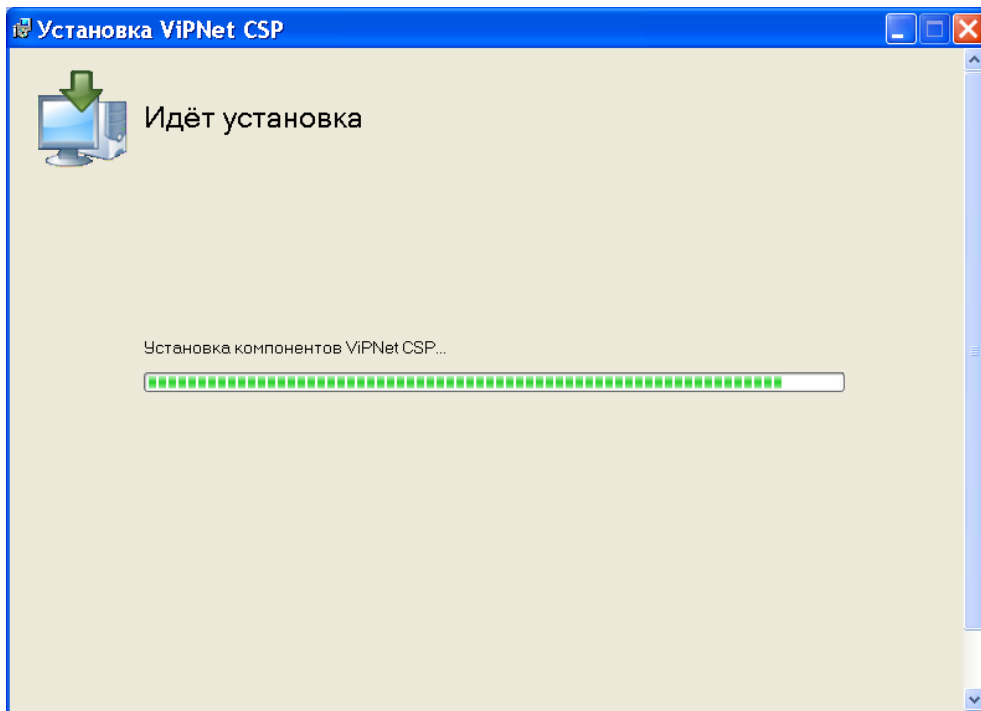 Установка ViPNet CSP
Идёт установка
Установка компонентов ViPNet CSP...